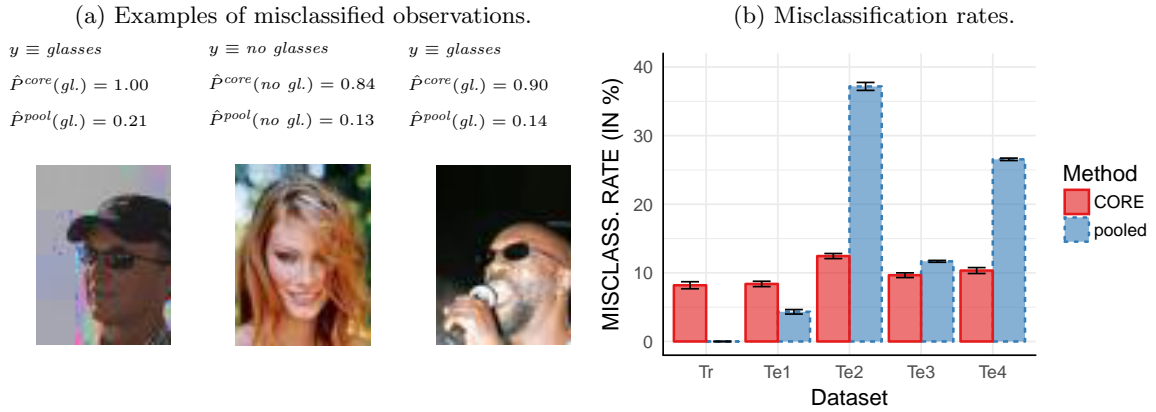 (a) Examples of misclassified observations.
y ≡ glasses
P̂^core(gl.) = 1.00
P̂^pool(gl.) = 0.21
y ≡ no glasses
P̂^core(no gl.) = 0.84
P̂^pool(no gl.) = 0.13
y ≡ glasses
P̂^core(gl.) = 0.90
P̂^pool(gl.) = 0.14
(b) Misclassification rates.
MISCLASS. RATE (IN %)
40
30
20
10
0
Tr Te1 Te2 Te3 Te4
Dataset
Method
CORE
pooled